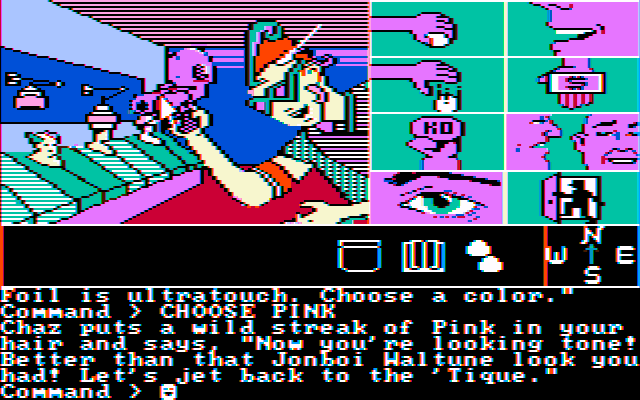 $
KO
N
W E
S
Foil is ultratouch. Choose a color."
Command > CHOOSE PINK
Chaz puts a wild streak of Pink in your
hair and says, "Now you're looking tone!
Better than that Jonboi Waltune look you
had! Let's jet back to the 'Tique."
Command >